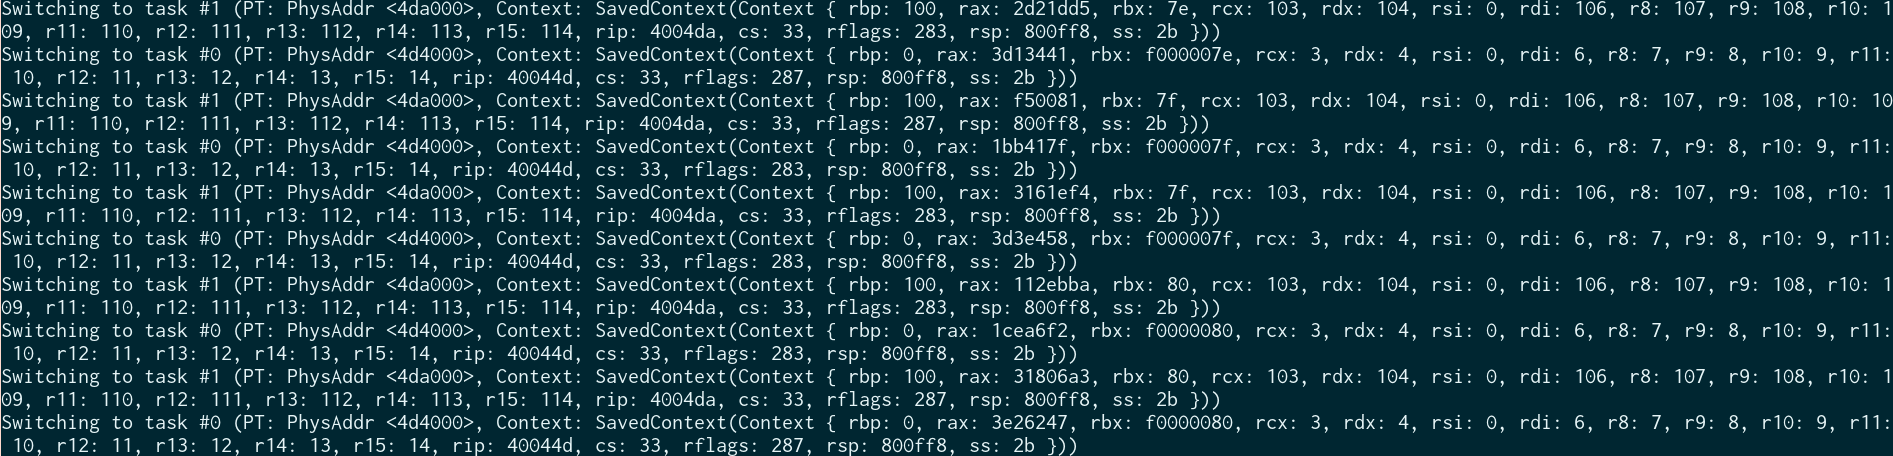 Switching to task #1 (PT: PhysAddr <4da000>, Context: SavedContext(Context { rbp: 100, rax: 2d21dd5, rbx: 7e, rcx: 103, rdx: 104, rsi: 0, rdi: 106, r8: 107, r9: 108, r10: 1
09, r11: 110, r12: 111, r13: 112, r14: 113, r15: 114, rip: 4004da, cs: 33, rflags: 283, rsp: 800ff8, ss: 2b }))
Switching to task #0 (PT: PhysAddr <4d4000>, Context: SavedContext(Context { rbp: 0, rax: 3d13441, rbx: f000007e, rcx: 3, rdx: 4, rsi: 0, rdi: 6, r8: 7, r9: 8, r10: 9, r11:
 10, r12: 11, r13: 12, r14: 13, r15: 14, rip: 40044d, cs: 33, rflags: 287, rsp: 800ff8, ss: 2b }))
Switching to task #1 (PT: PhysAddr <4da000>, Context: SavedContext(Context { rbp: 100, rax: f50081, rbx: 7f, rcx: 103, rdx: 104, rsi: 0, rdi: 106, r8: 107, r9: 108, r10: 10
9, r11: 110, r12: 111, r13: 112, r14: 113, r15: 114, rip: 4004da, cs: 33, rflags: 287, rsp: 800ff8, ss: 2b }))
Switching to task #0 (PT: PhysAddr <4d4000>, Context: SavedContext(Context { rbp: 0, rax: 1bb417f, rbx: f000007f, rcx: 3, rdx: 4, rsi: 0, rdi: 6, r8: 7, r9: 8, r10: 9, r11:
 10, r12: 11, r13: 12, r14: 13, r15: 14, rip: 40044d, cs: 33, rflags: 283, rsp: 800ff8, ss: 2b }))
Switching to task #1 (PT: PhysAddr <4da000>, Context: SavedContext(Context { rbp: 100, rax: 3161ef4, rbx: 7f, rcx: 103, rdx: 104, rsi: 0, rdi: 106, r8: 107, r9: 108, r10: 1
09, r11: 110, r12: 111, r13: 112, r14: 113, r15: 114, rip: 4004da, cs: 33, rflags: 283, rsp: 800ff8, ss: 2b }))
Switching to task #0 (PT: PhysAddr <4d4000>, Context: SavedContext(Context { rbp: 0, rax: 3d3e458, rbx: f000007f, rcx: 3, rdx: 4, rsi: 0, rdi: 6, r8: 7, r9: 8, r10: 9, r11:
 10, r12: 11, r13: 12, r14: 13, r15: 14, rip: 40044d, cs: 33, rflags: 283, rsp: 800ff8, ss: 2b }))
Switching to task #1 (PT: PhysAddr <4da000>, Context: SavedContext(Context { rbp: 100, rax: 112ebba, rbx: 80, rcx: 103, rdx: 104, rsi: 0, rdi: 106, r8: 107, r9: 108, r10: 1
09, r11: 110, r12: 111, r13: 112, r14: 113, r15: 114, rip: 4004da, cs: 33, rflags: 283, rsp: 800ff8, ss: 2b }))
Switching to task #0 (PT: PhysAddr <4d4000>, Context: SavedContext(Context { rbp: 0, rax: 1cea6f2, rbx: f0000080, rcx: 3, rdx: 4, rsi: 0, rdi: 6, r8: 7, r9: 8, r10: 9, r11:
 10, r12: 11, r13: 12, r14: 13, r15: 14, rip: 40044d, cs: 33, rflags: 283, rsp: 800ff8, ss: 2b }))
Switching to task #1 (PT: PhysAddr <4da000>, Context: SavedContext(Context { rbp: 100, rax: 31806a3, rbx: 80, rcx: 103, rdx: 104, rsi: 0, rdi: 106, r8: 107, r9: 108, r10: 1
09, r11: 110, r12: 111, r13: 112, r14: 113, r15: 114, rip: 4004da, cs: 33, rflags: 287, rsp: 800ff8, ss: 2b }))
Switching to task #0 (PT: PhysAddr <4d4000>, Context: SavedContext(Context { rbp: 0, rax: 3e26247, rbx: f0000080, rcx: 3, rdx: 4, rsi: 0, rdi: 6, r8: 7, r9: 8, r10: 9, r11:
 10, r12: 11, r13: 12, r14: 13, r15: 14, rip: 40044d, cs: 33, rflags: 287, rsp: 800ff8, ss: 2b }))